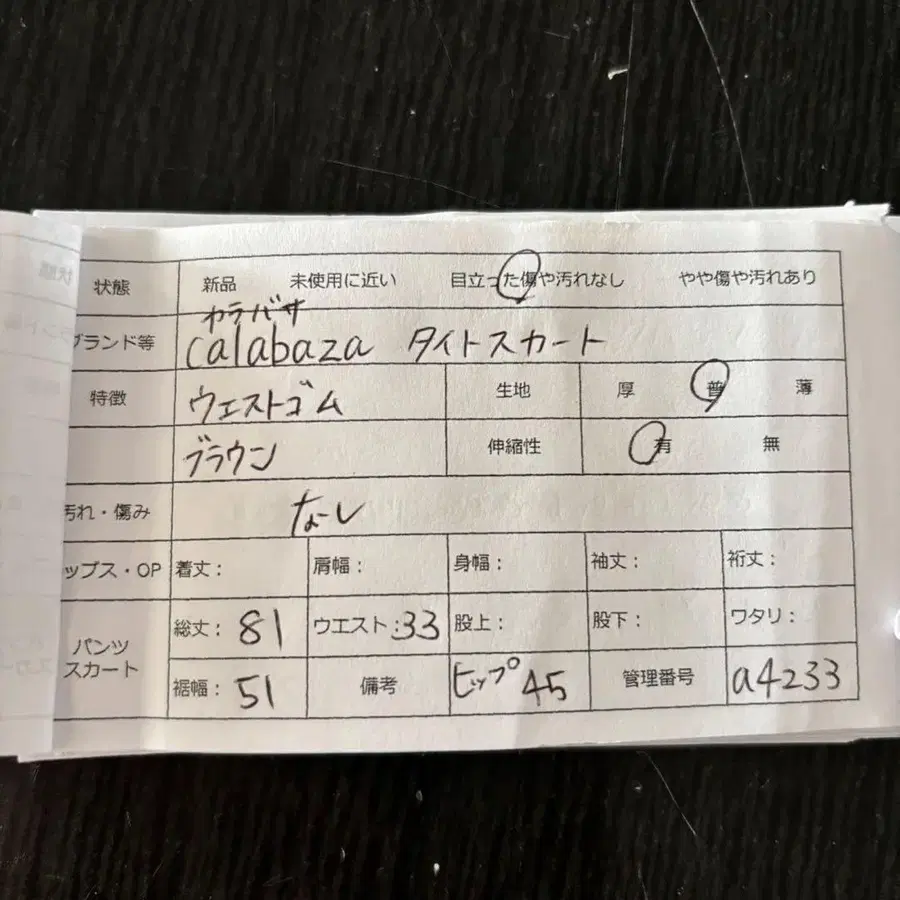 状態 新品 未使用に近い 目立った傷や汚れなし やや傷や汚れあり
カラバサ
ブランド等 calabaza タイトスカート
特徴 ウエストゴム 生地 厚 普 薄
ブラウン 伸縮性 有 無
汚れ・傷み なし
ップス・OP 着丈: 肩幅: 身幅: 袖丈: 裄丈:
パンツ スカート 総丈: 81 ウエスト:33 股上: 股下: ワタリ:
裾幅: 51 備考 ヒップ 45 管理番号 a4233